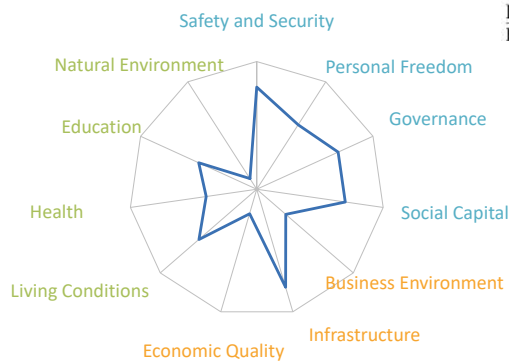 Safety and Security
Natural Environment
Personal Freedom
Education
Governance
Health
Social Capital
Living Conditions
Business Environment
Infrastructure
Economic Quality